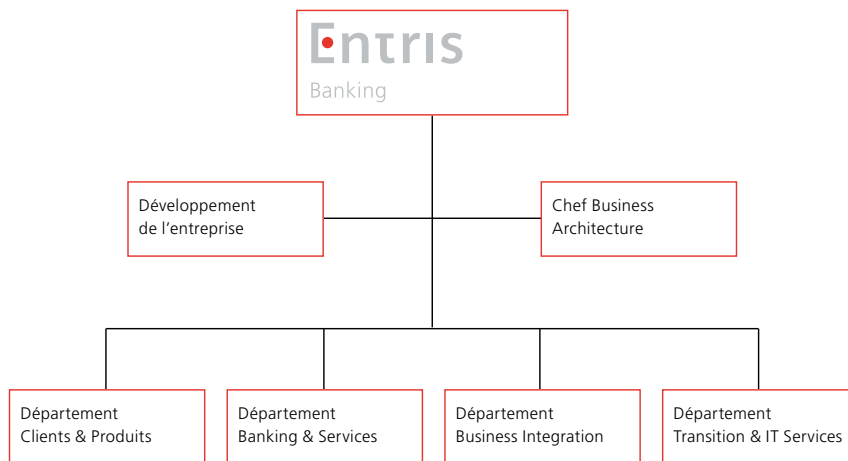 Entris
Banking
Développement
de l'entreprise
Chef Business
Architecture
Département
Clients & Produits
Département
Banking & Services
Département
Business Integration
Département
Transition & IT Services